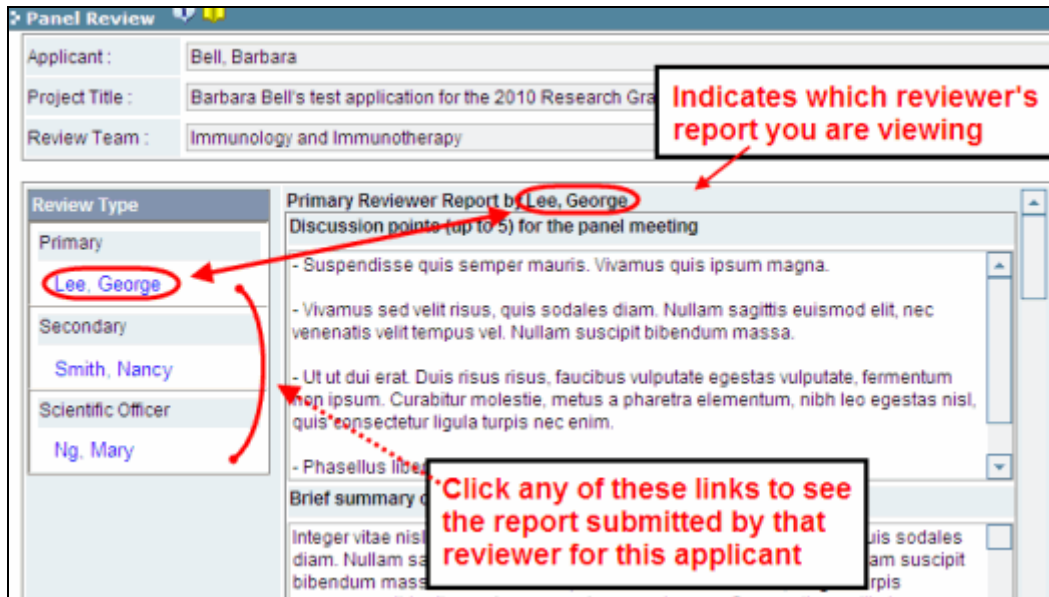 Panel Review
Applicant : Bell, Barbara
Project Title : Barbara Bell's test application for the 2010 Research
Review Team : Immunology and Immunotherapy
Indicates which reviewer's
report you are viewing
Review Type
Primary
Lee, George
Secondary
Smith, Nancy
Scientific Officer
Ng, Mary
Primary Reviewer Report by Lee, George
Discussion points (up to 5) for the panel meeting
- Suspendisse quis semper mauris. Vivamus quis ipsum magna.
- Vivamus sed velit risus, quis sodales diam. Nullam sagittis euismod elit, nec
venenatis velit tempus vel. Nullam suscipit bibendum massa.
- Ut ut dui erat. Duis risus risus, faucibus vulputate egestas vulputate, fermentum
non ipsum. Curabitur molestie, metus a pharetra elementum, nibh leo egestas nisl,
quis consectetur ligula turpis nec enim.
- Phasellus
Brief summary
Integer vitae uis sodales
diam. Nullam am suscipit
bibendum rpis
Click any of these links to see
the report submitted by that
reviewer for this applicant